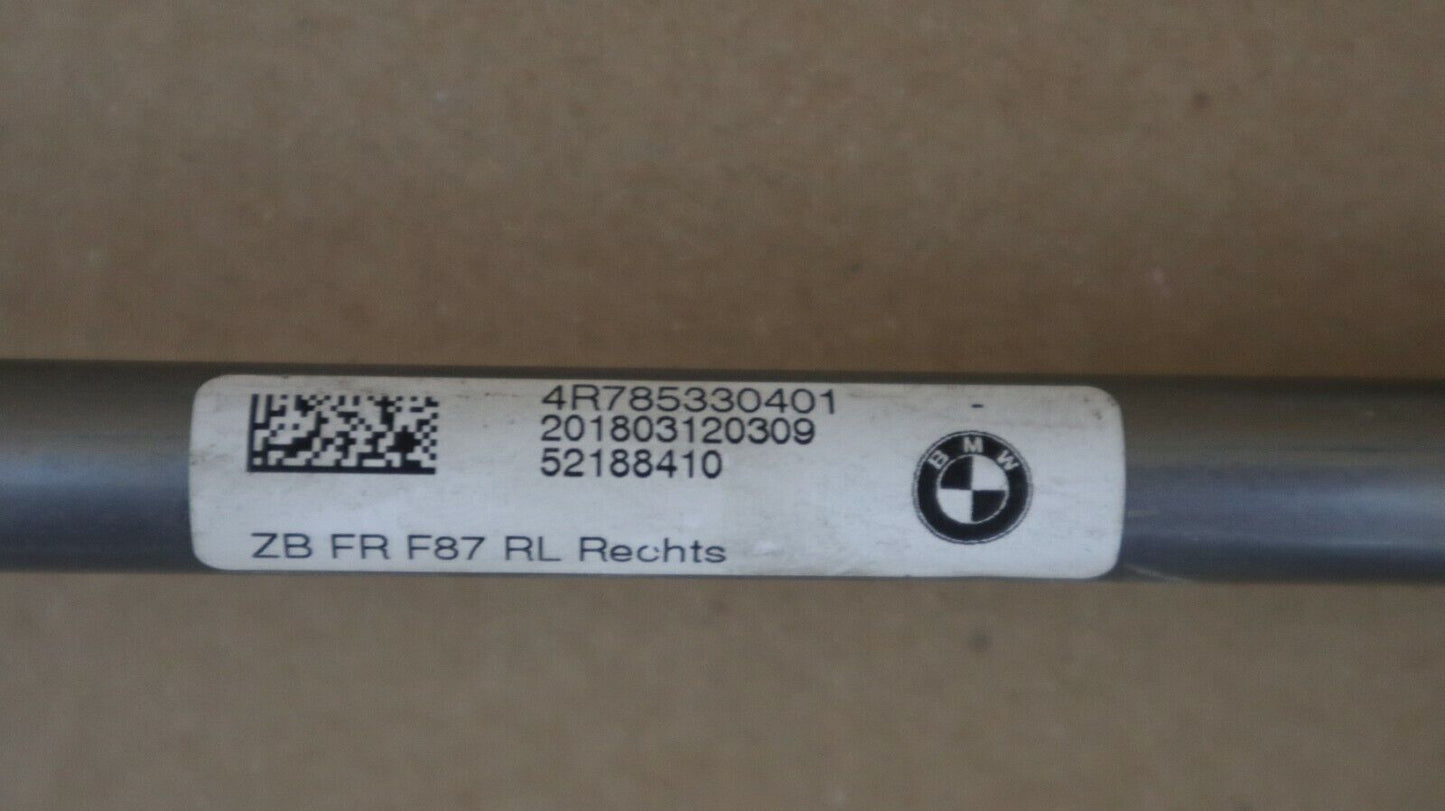 4R785330401
-
201803120309
52188410
BMW
ZB FR F87 RL Rechts